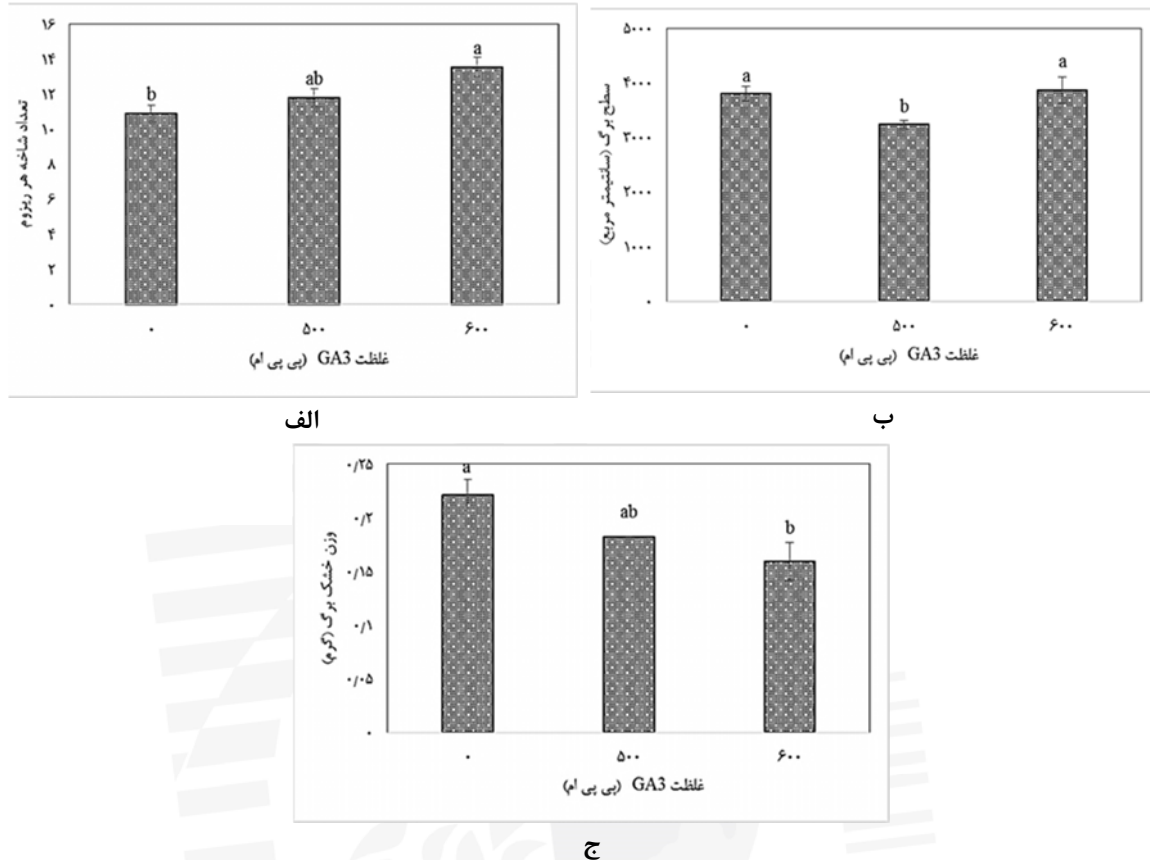 تعداد شاخه هر ریزوم
۱۶
۱۴
۱۲
۱۰
۸
۶
۴
۲
۰
b
ab
a
۰
۵۰۰
۶۰۰
غلظت GA3 (پی پی ام)
الف
سطح برگ (سانتیمتر مربع)
۵۰۰۰
۴۰۰۰
۳۰۰۰
۲۰۰۰
۱۰۰۰
۰
a
b
a
۰
۵۰۰
۶۰۰
غلظت GA3 (پی پی ام)
ب
وزن خشک برگ (گرم)
۰/۲۵
۰/۲
۰/۱۵
۰/۱
۰/۰۵
۰
a
ab
b
۰
۵۰۰
۶۰۰
غلظت GA3 (پی پی ام)
ج